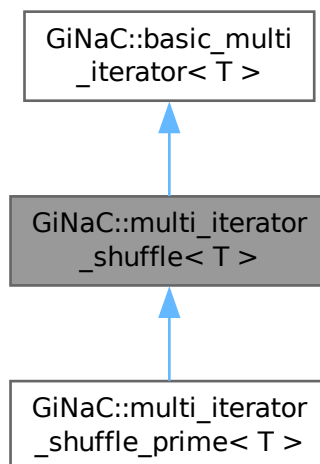 GiNaC::basic_multi
_iterator< T >
GiNaC::multi_iterator
_shuffle< T >
GiNaC::multi_iterator
_shuffle_prime< T >